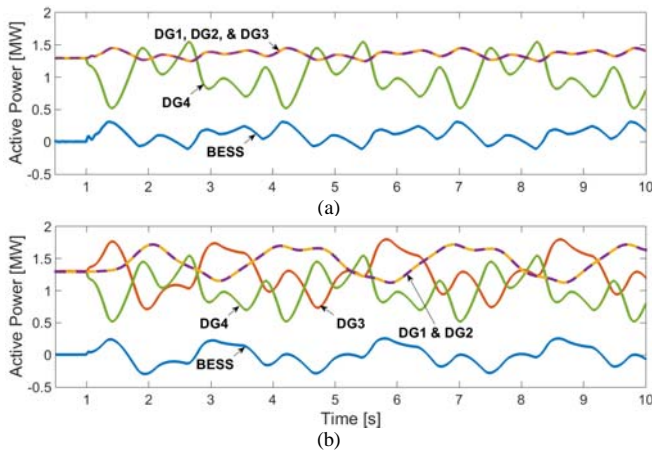 Active Power [MW]
2
1.5
1
0.5
0
-0.5
DG1, DG2, & DG3
DG4
BESS
1 2 3 4 5 6 7 8 9 10
(a)
Active Power [MW]
2
1.5
1
0.5
0
-0.5
DG4
DG3
DG1 & DG2
BESS
1 2 3 4 5 6 7 8 9 10
Time [s]
(b)